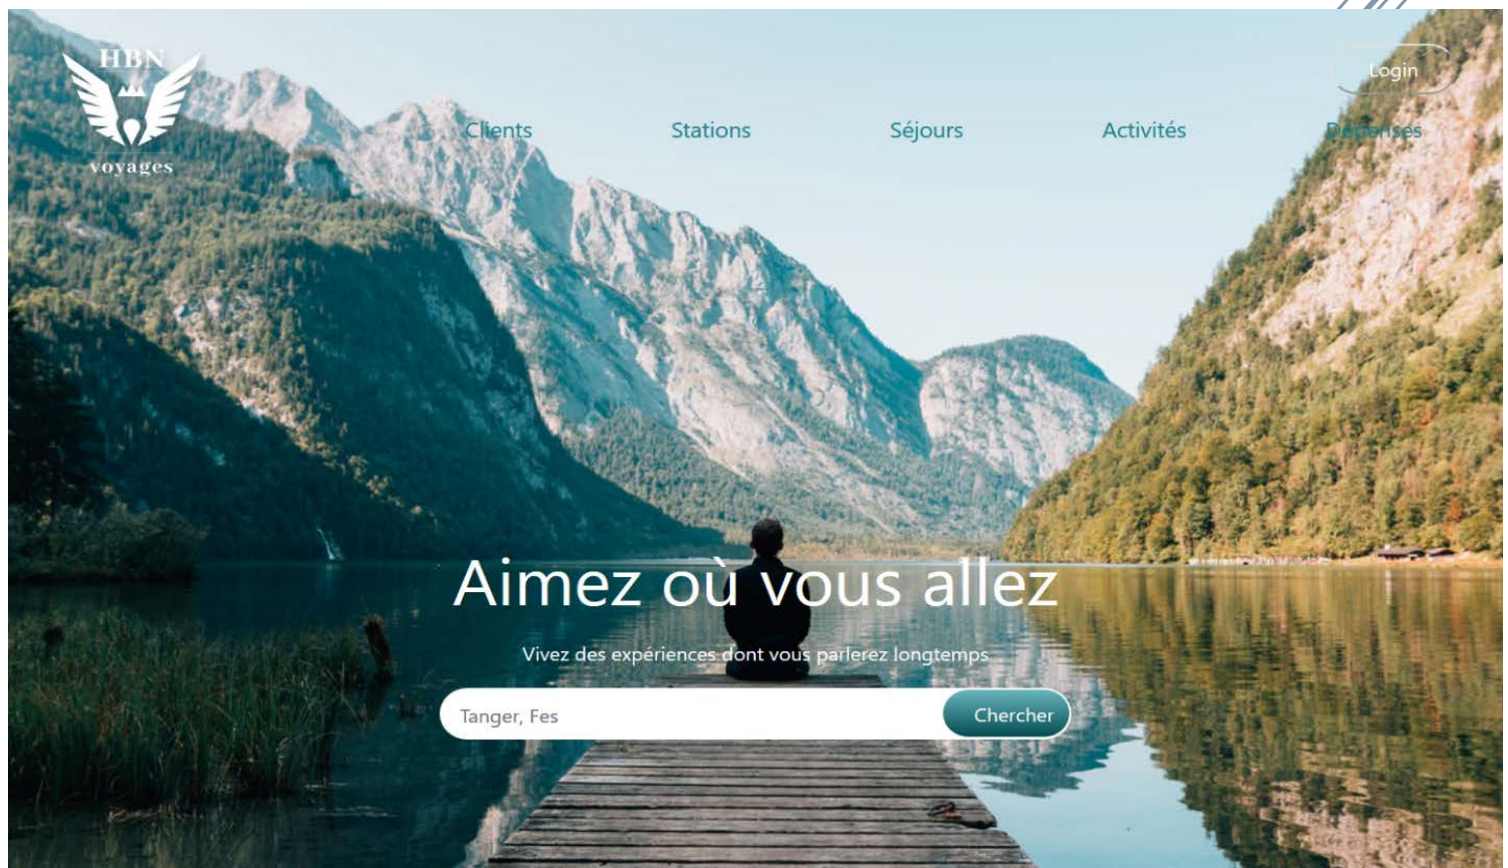 HBN
voyages
Login
Clients Stations Séjours Activités Dépenses
Aimez où vous allez
Vivez des expériences dont vous parlerez longtemps
Tanger, Fes
Chercher